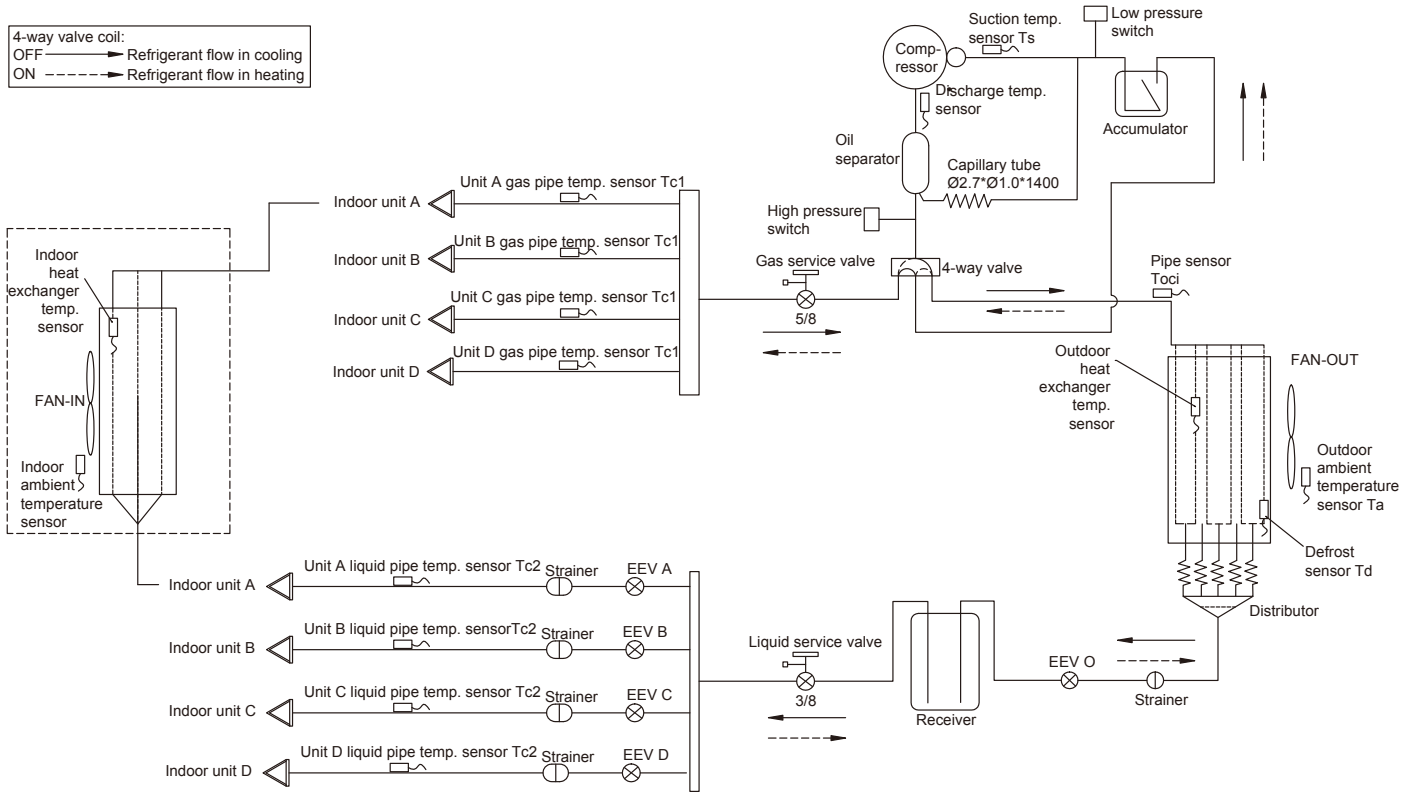 4-way valve coil:
OFF Refrigerant flow in cooling
ON Refrigerant flow in heating
Suction temp.
sensor Ts
Low pressure
switch
Comp-
ressor
Discharge temp.
sensor
Accumulator
Oil
separator
Capillary tube
Ø2.7*Ø1.0*1400
High pressure
switch
Gas service valve
5/8
4-way valve
Pipe sensor
Toci
Unit A gas pipe temp. sensor Tc1
Indoor unit A
Unit B gas pipe temp. sensor Tc1
Indoor unit B
Unit C gas pipe temp. sensor Tc1
Indoor unit C
Unit D gas pipe temp. sensor Tc1
Indoor unit D
Indoor
heat
exchanger
temp.
sensor
FAN-IN
Indoor
ambient
temperature
sensor
Outdoor
heat
exchanger
temp.
sensor
FAN-OUT
Outdoor
ambient
temperature
sensor Ta
Defrost
sensor Td
Distributor
Unit A liquid pipe temp. sensor Tc2
Strainer
EEV A
Indoor unit A
Unit B liquid pipe temp. sensorTc2
Strainer
EEV B
Indoor unit B
Unit C liquid pipe temp. sensor Tc2
Strainer
EEV C
Indoor unit C
Unit D liquid pipe temp. sensor Tc2
Strainer
EEV D
Indoor unit D
Liquid service valve
3/8
Receiver
EEV O
Strainer